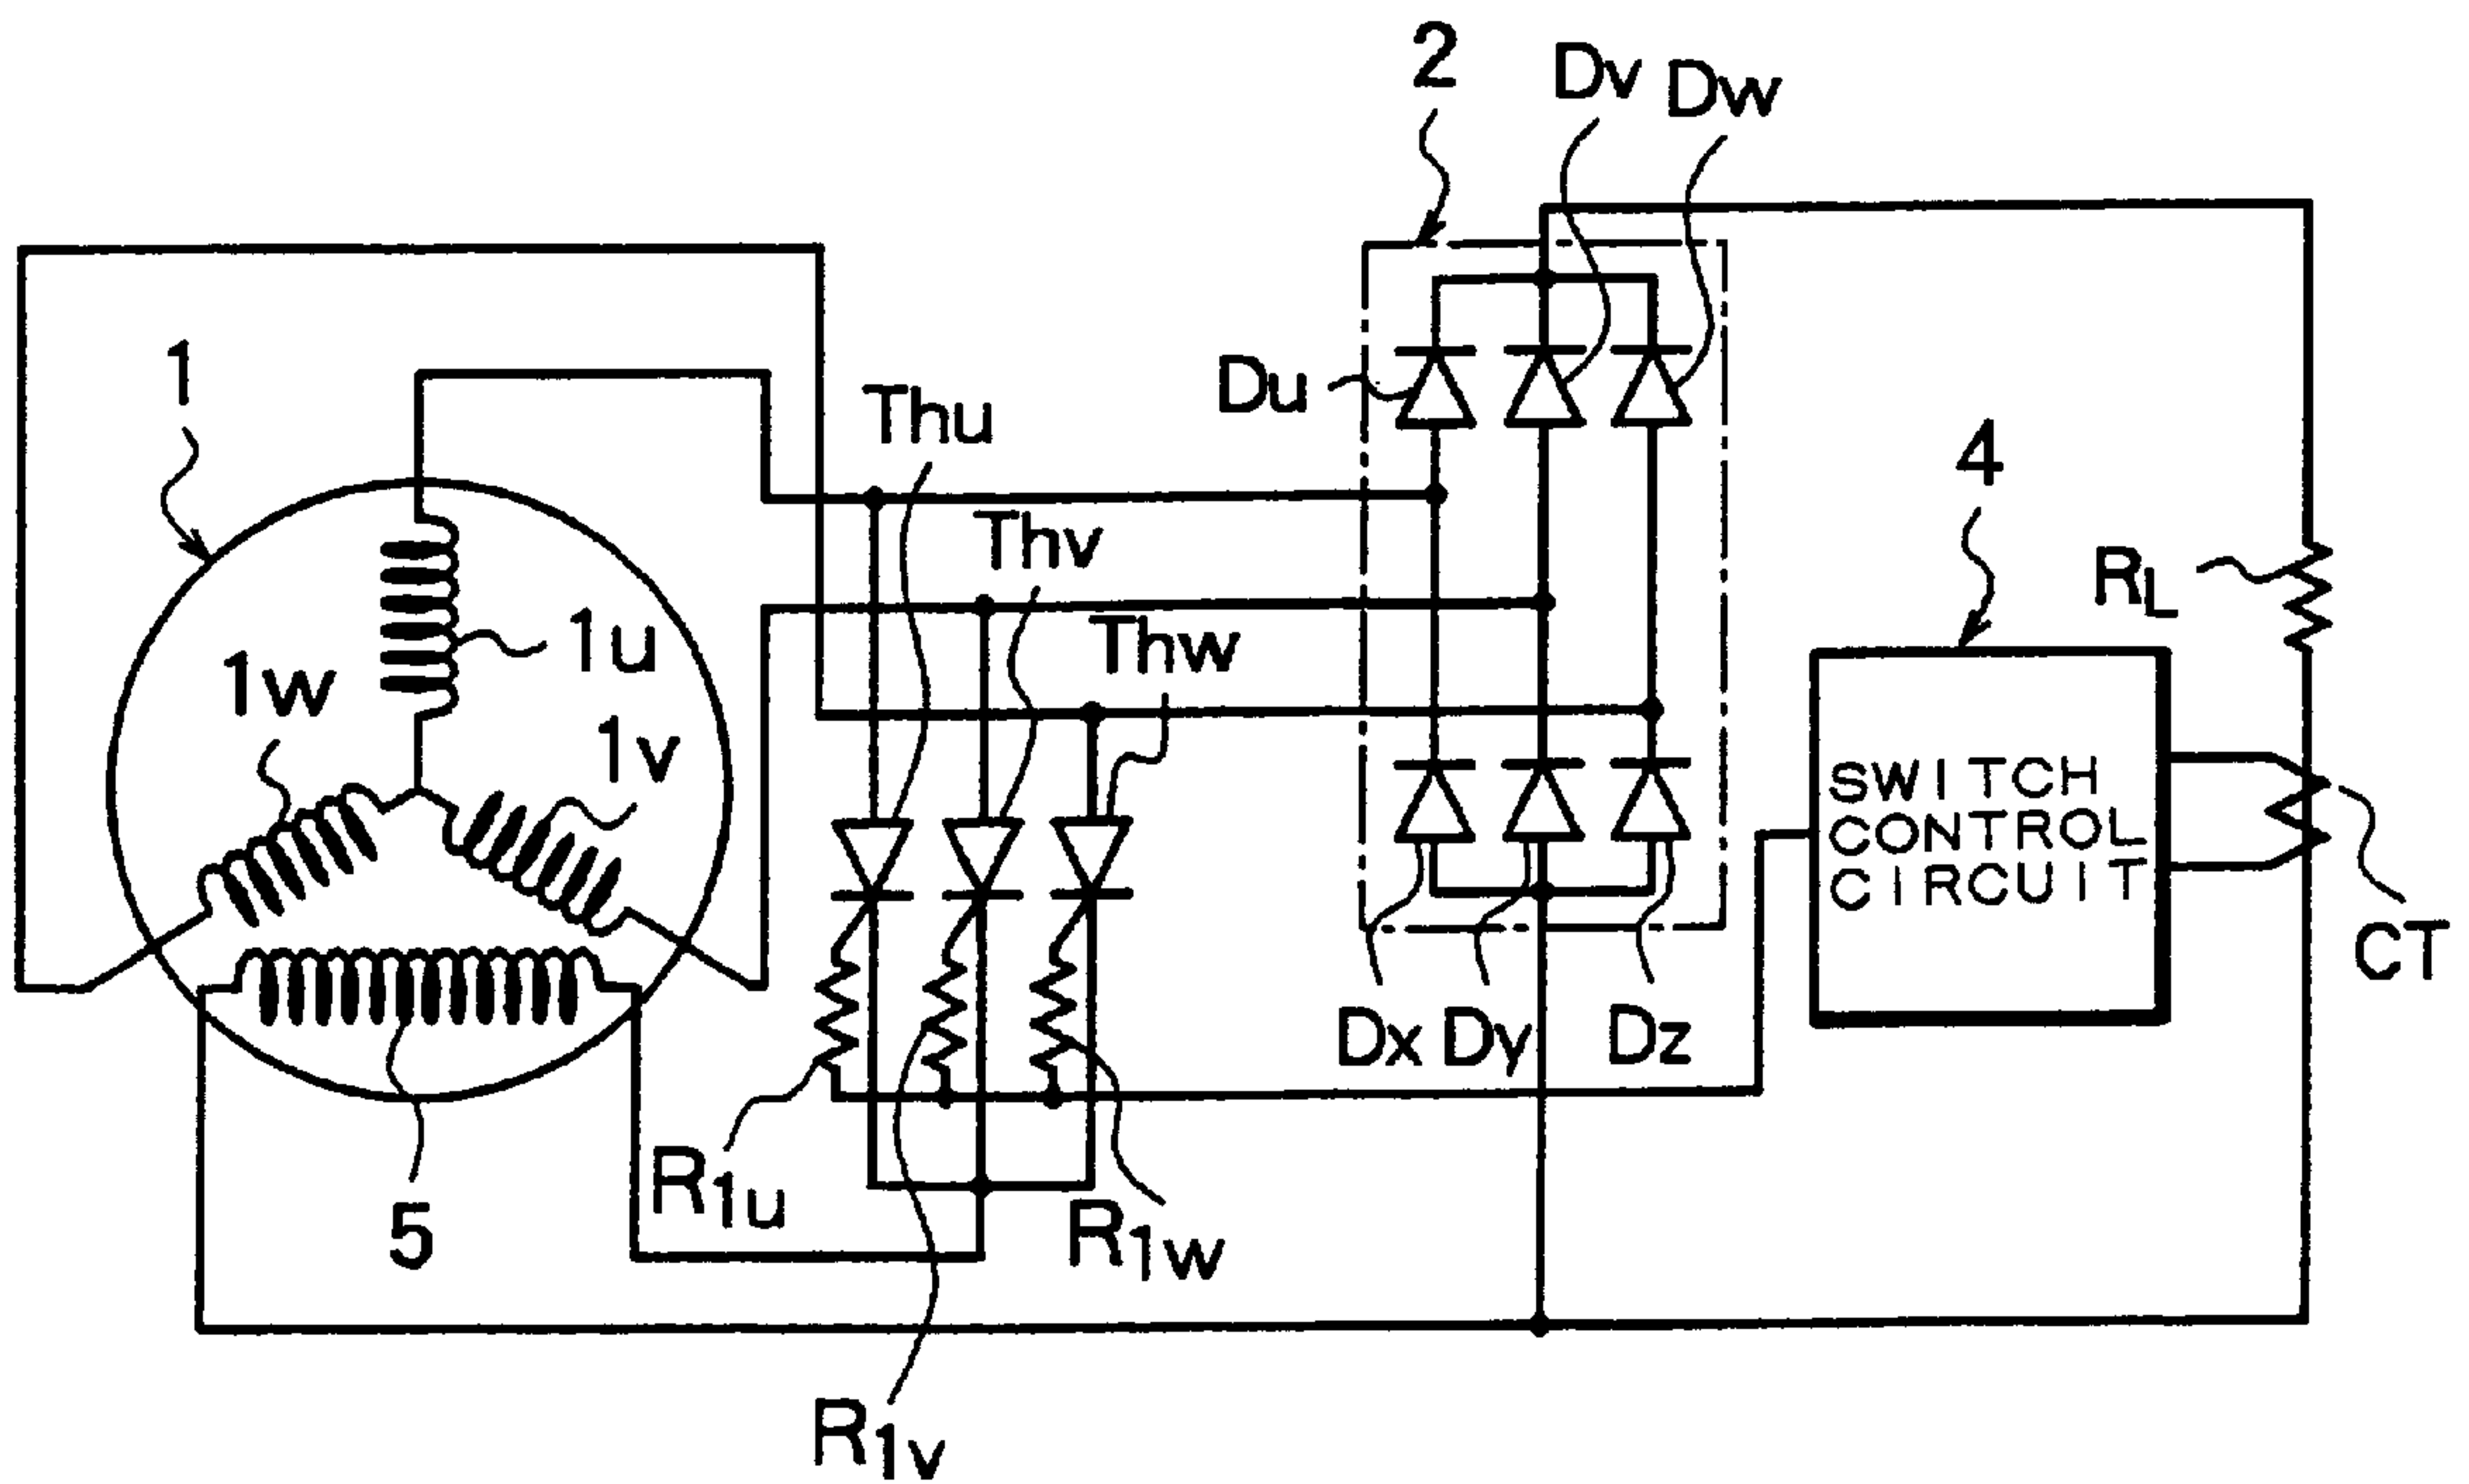 2
Dv
Dw
1
Du
Thu
4
Thv
RL
1u
Thw
1w
1v
SWITCH
CONTROL
CIRCUIT
CT
Dx
Dy
Dz
R1u
5
R1w
R1v